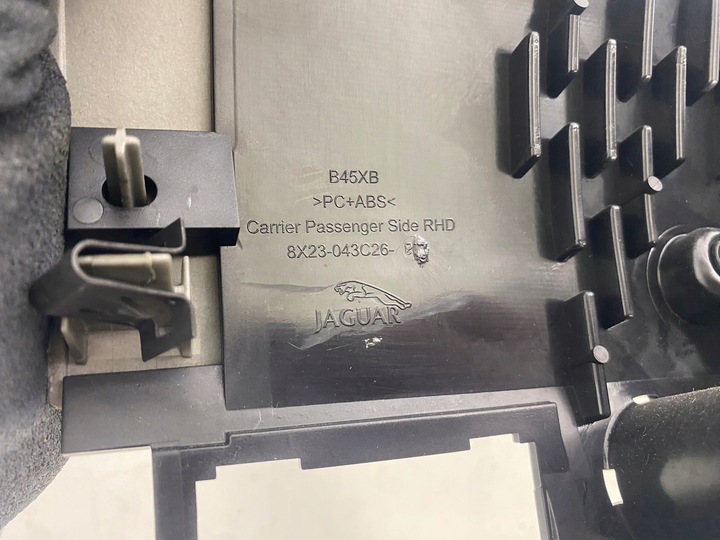 B45XB
>PC+ABS<
Carrier Passenger Side RHD
8X23-043C26-
JAGUAR